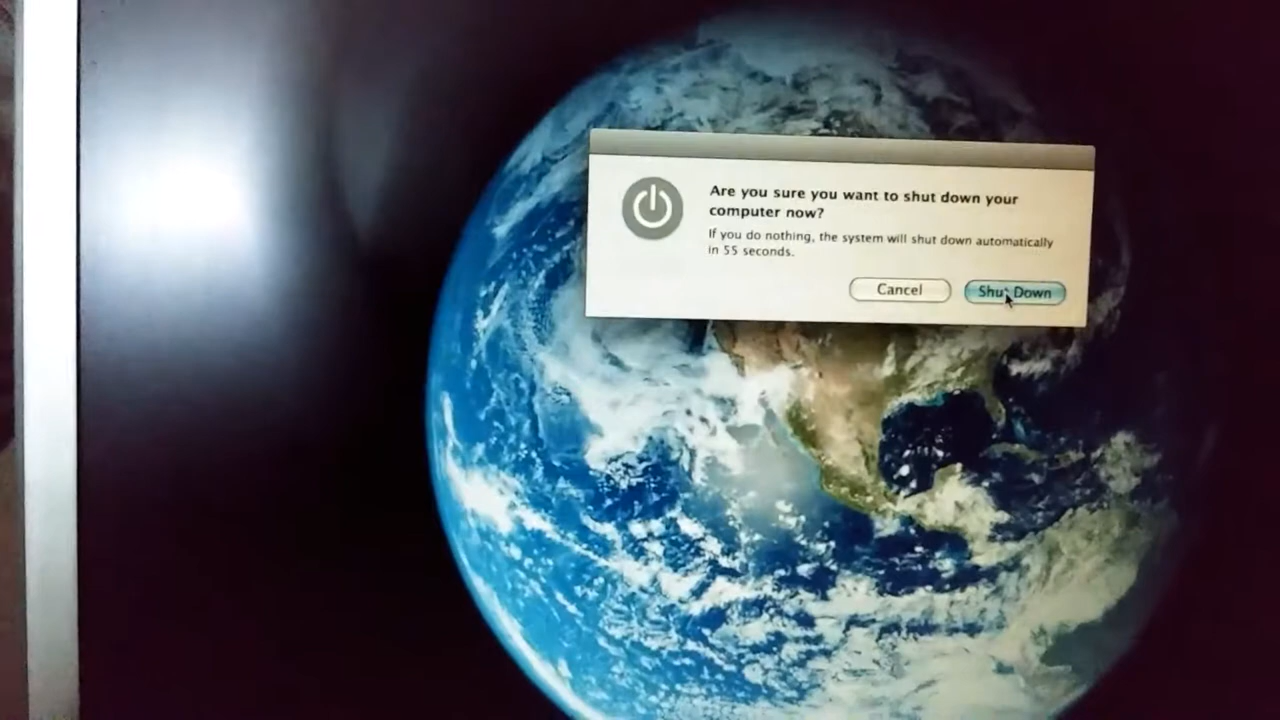 Are you sure you want to shut down your
computer now?
If you do nothing, the system will shut down automatically
in 55 seconds.
Cancel
Shut Down